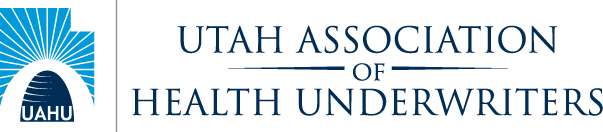 UAHU
UTAH ASSOCIATION
OF
HEALTH UNDERWRITERS